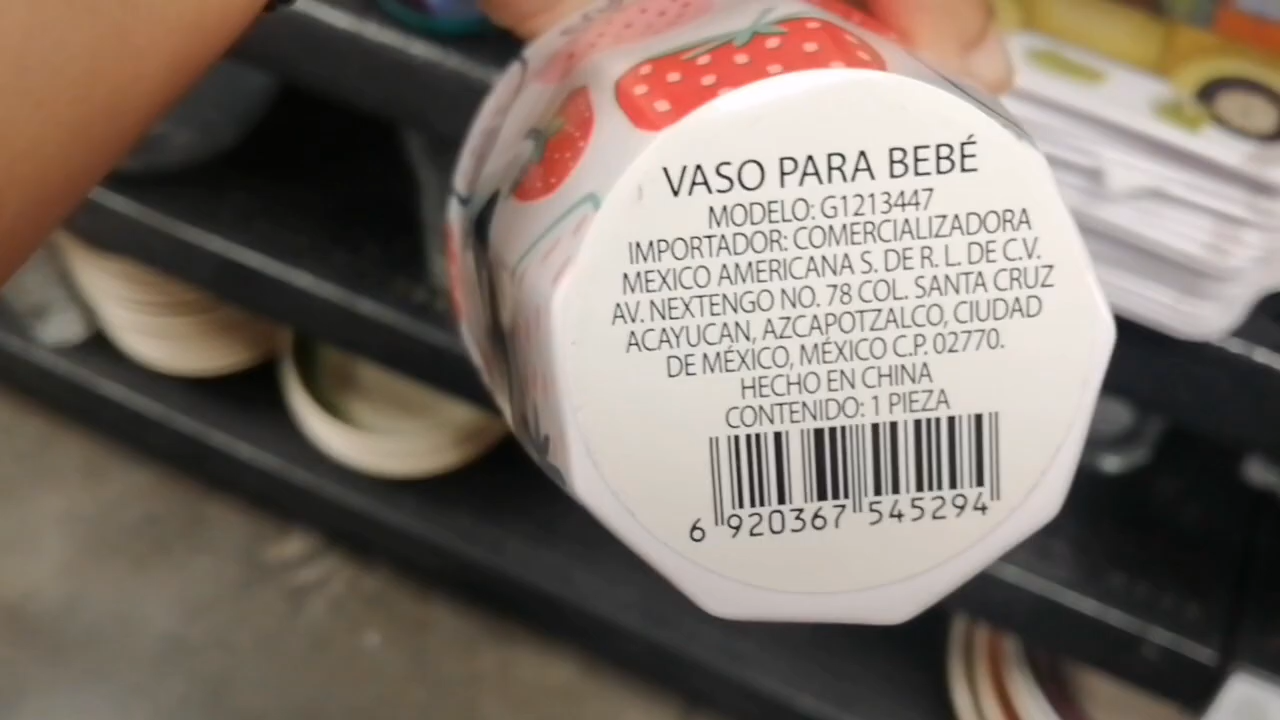 VASO PARA BEBÉ
MODELO: G1213447
IMPORTADOR: COMERCIALIZADORA
MEXICO AMERICANA S. DE R. L. DE C.V.
AV. NEXTENGO NO. 78 COL. SANTA CRUZ
ACAYUCAN, AZCAPOTZALCO, CIUDAD
DE MÉXICO, MÉXICO C.P. 02770.
HECHO EN CHINA
CONTENIDO: 1 PIEZA
6 920367 545294